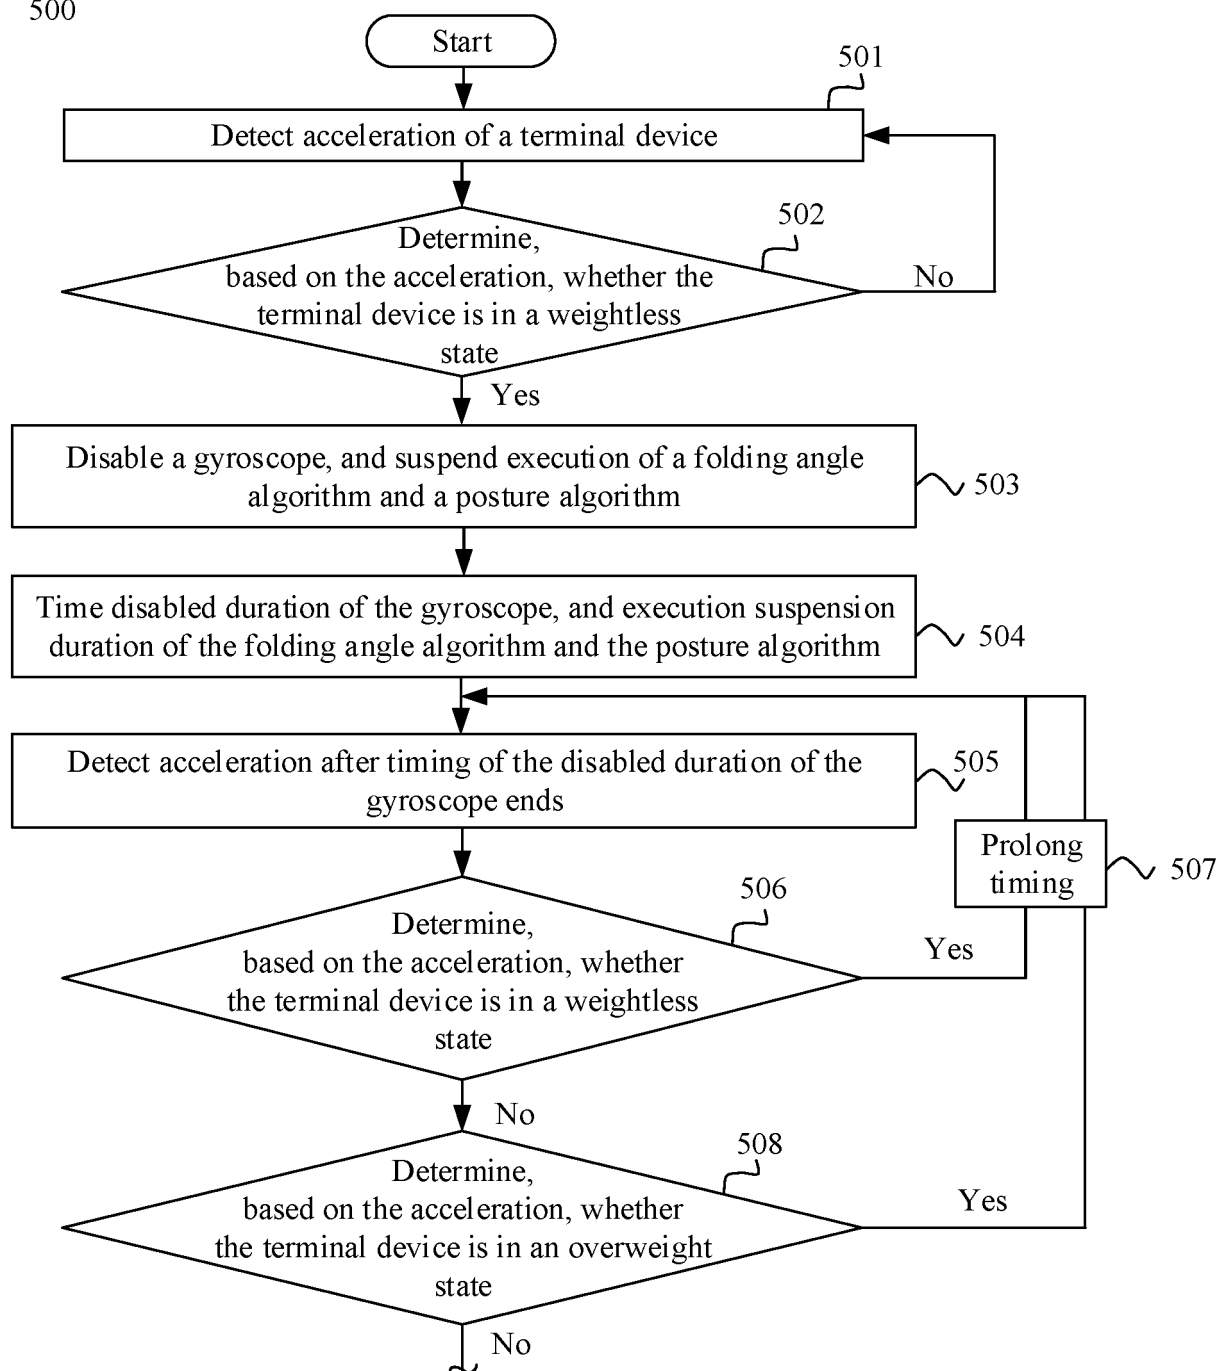 500
Start
501
Detect acceleration of a terminal device
502
Determine,
based on the acceleration, whether the
terminal device is in a weightless
state
No
Yes
Disable a gyroscope, and suspend execution of a folding angle
algorithm and a posture algorithm
503
Time disabled duration of the gyroscope, and execution suspension
duration of the folding angle algorithm and the posture algorithm
504
Detect acceleration after timing of the disabled duration of the
gyroscope ends
505
Prolong
timing
507
506
Determine,
based on the acceleration, whether
the terminal device is in a weightless
state
Yes
No
508
Determine,
based on the acceleration, whether
the terminal device is in an overweight
state
Yes
No